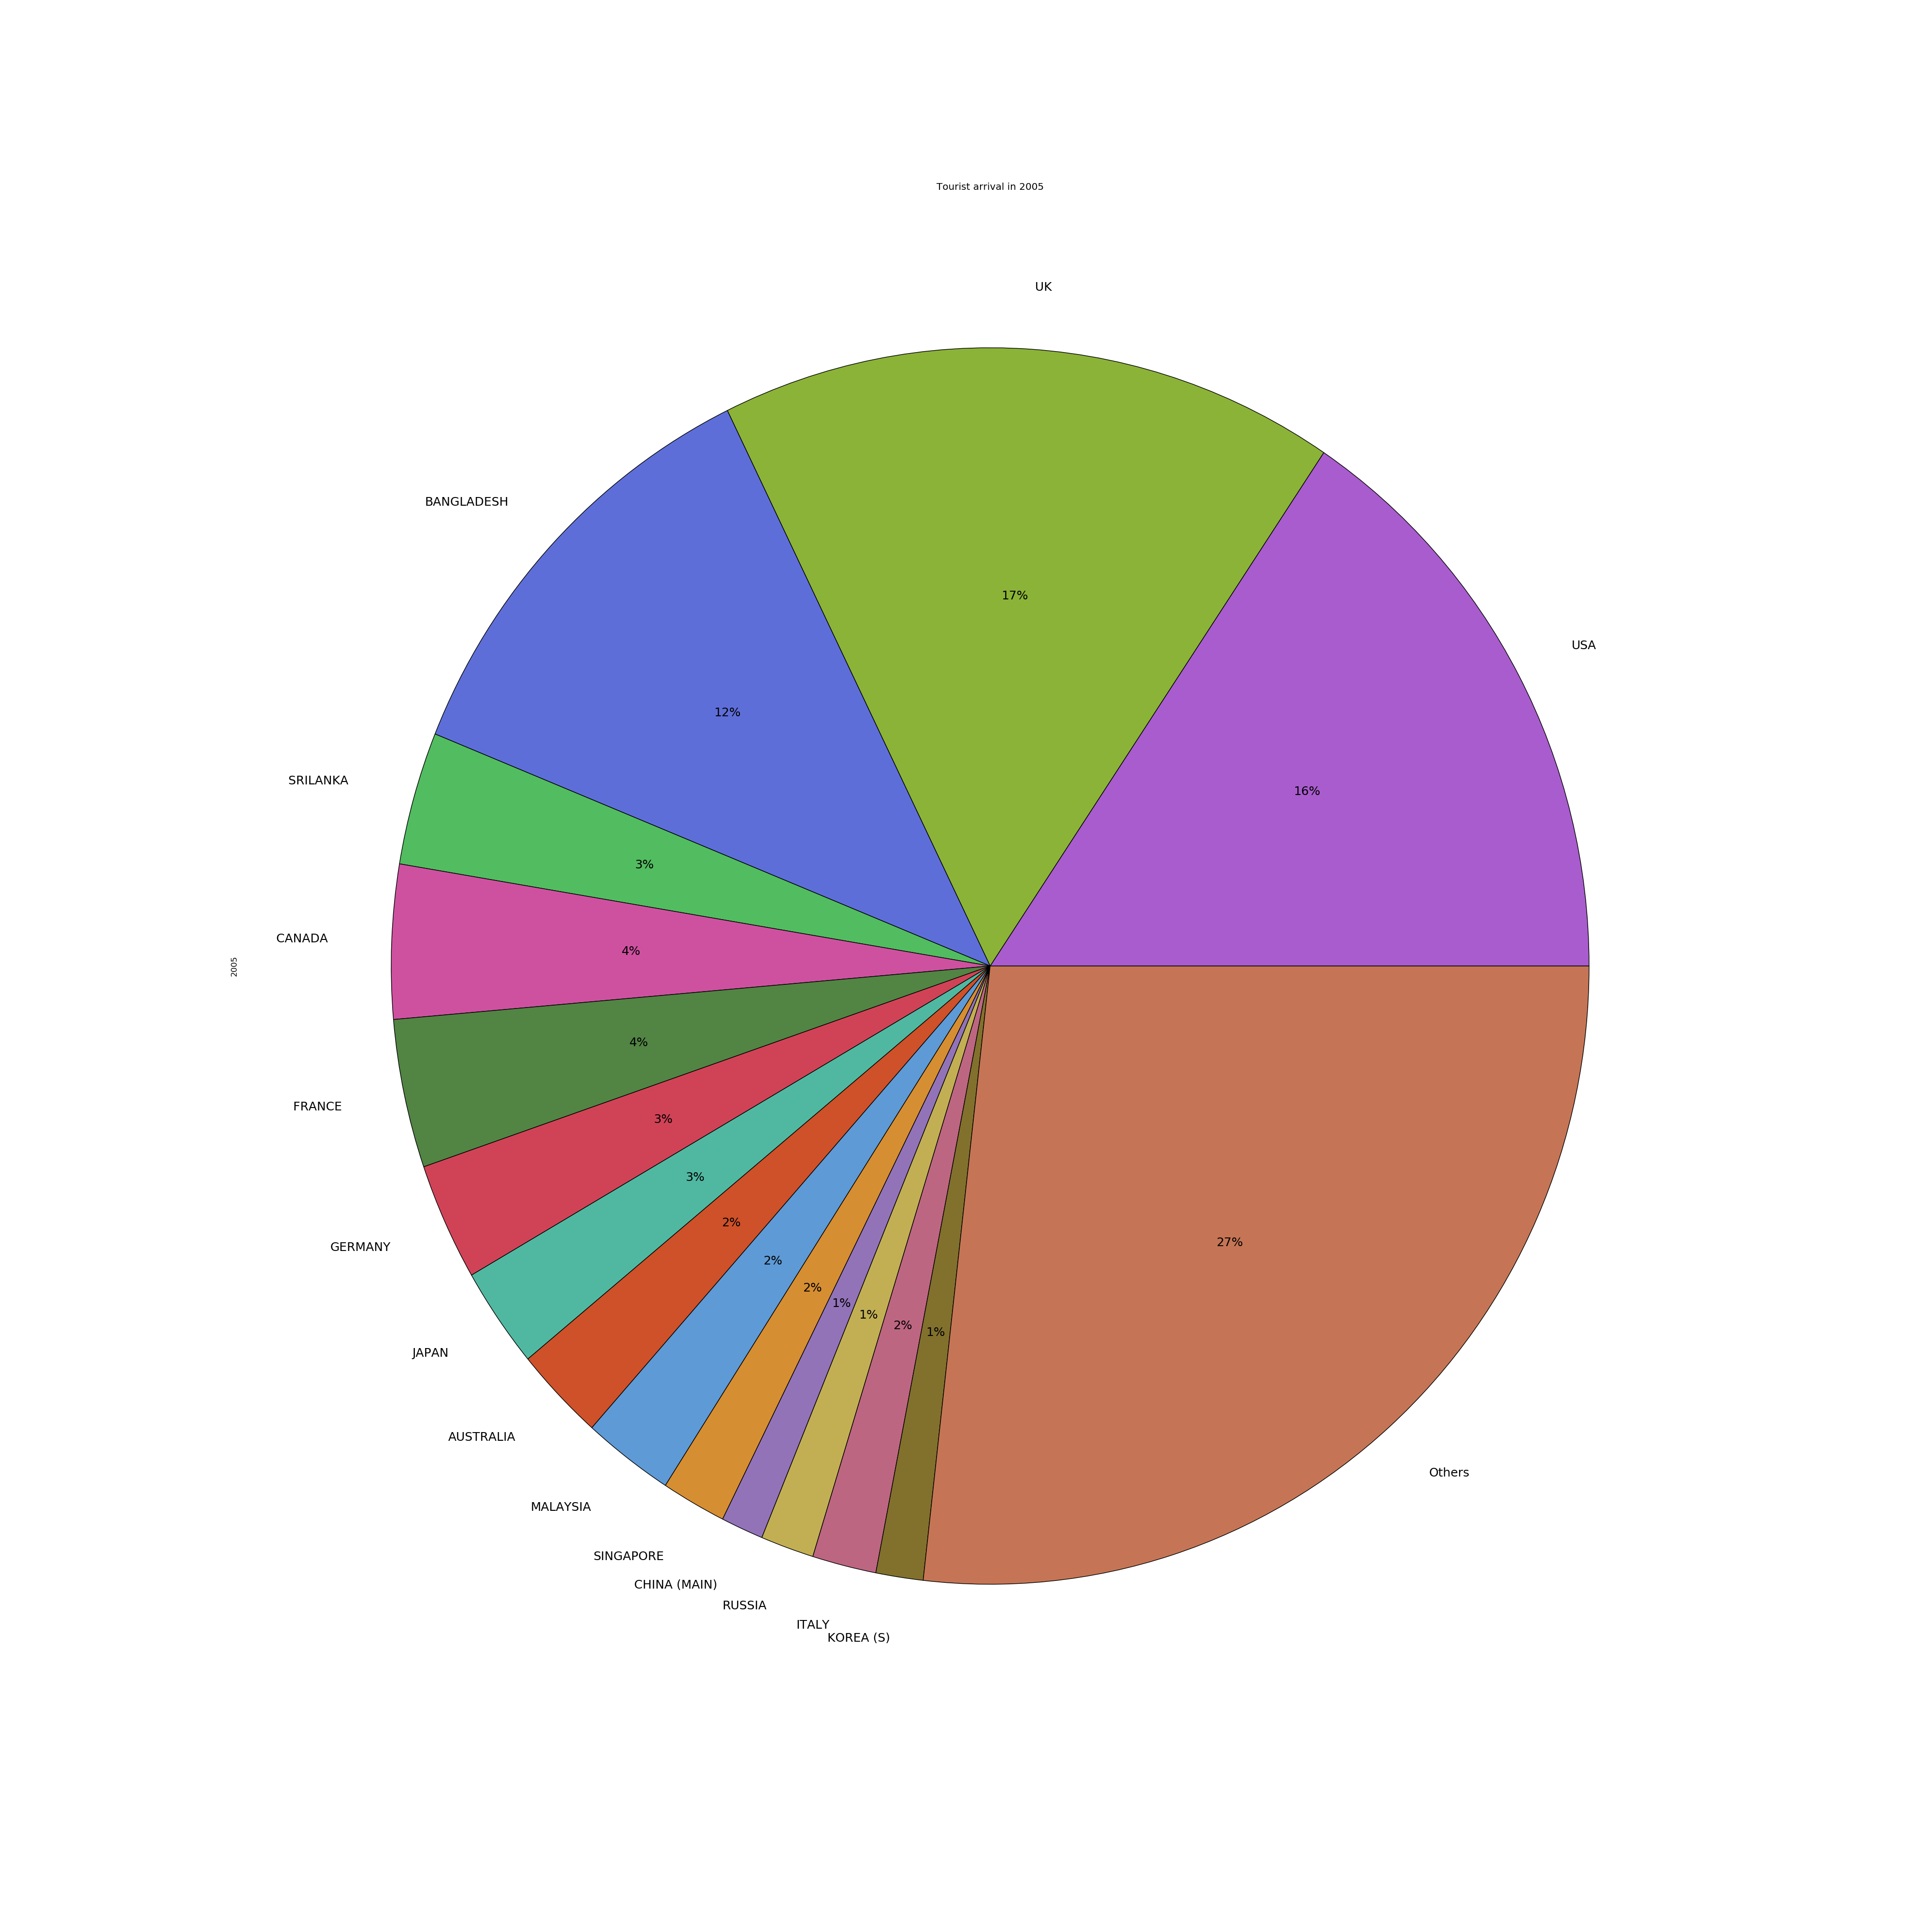 Tourist arrival in 2005
UK
USA
BANGLADESH
17%
16%
12%
SRILANKA
3%
CANADA
4%
2005
4%
FRANCE
3%
GERMANY
3%
JAPAN
2%
AUSTRALIA
2%
MALAYSIA
2%
SINGAPORE
1%
CHINA (MAIN)
1%
RUSSIA
2%
ITALY
1%
KOREA (S)
27%
Others